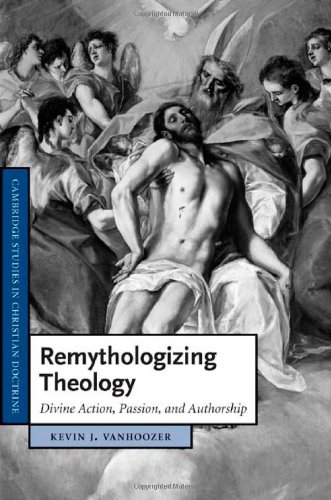 CAMBRIDGE STUDIES IN CHRISTIAN DOCTRINE
Remythologizing
Theology
Divine Action, Passion, and Authorship
KEVIN J. VANHOOZER